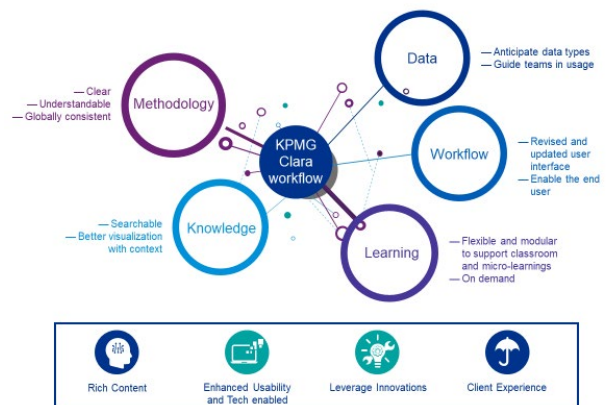 Data
— Anticipate data types
— Guide teams in usage
— Clear
— Understandable
— Globally consistent
Methodology
KPMG
Clara
workflow
Workflow
— Revised and
updated user
interface
— Enable the end
user
— Searchable
— Better visualization
with context
Knowledge
Learning
— Flexible and modular
to support classroom
and micro-learnings
— On demand
Rich Content
Enhanced Usability
and Tech enabled
Leverage Innovations
Client Experience